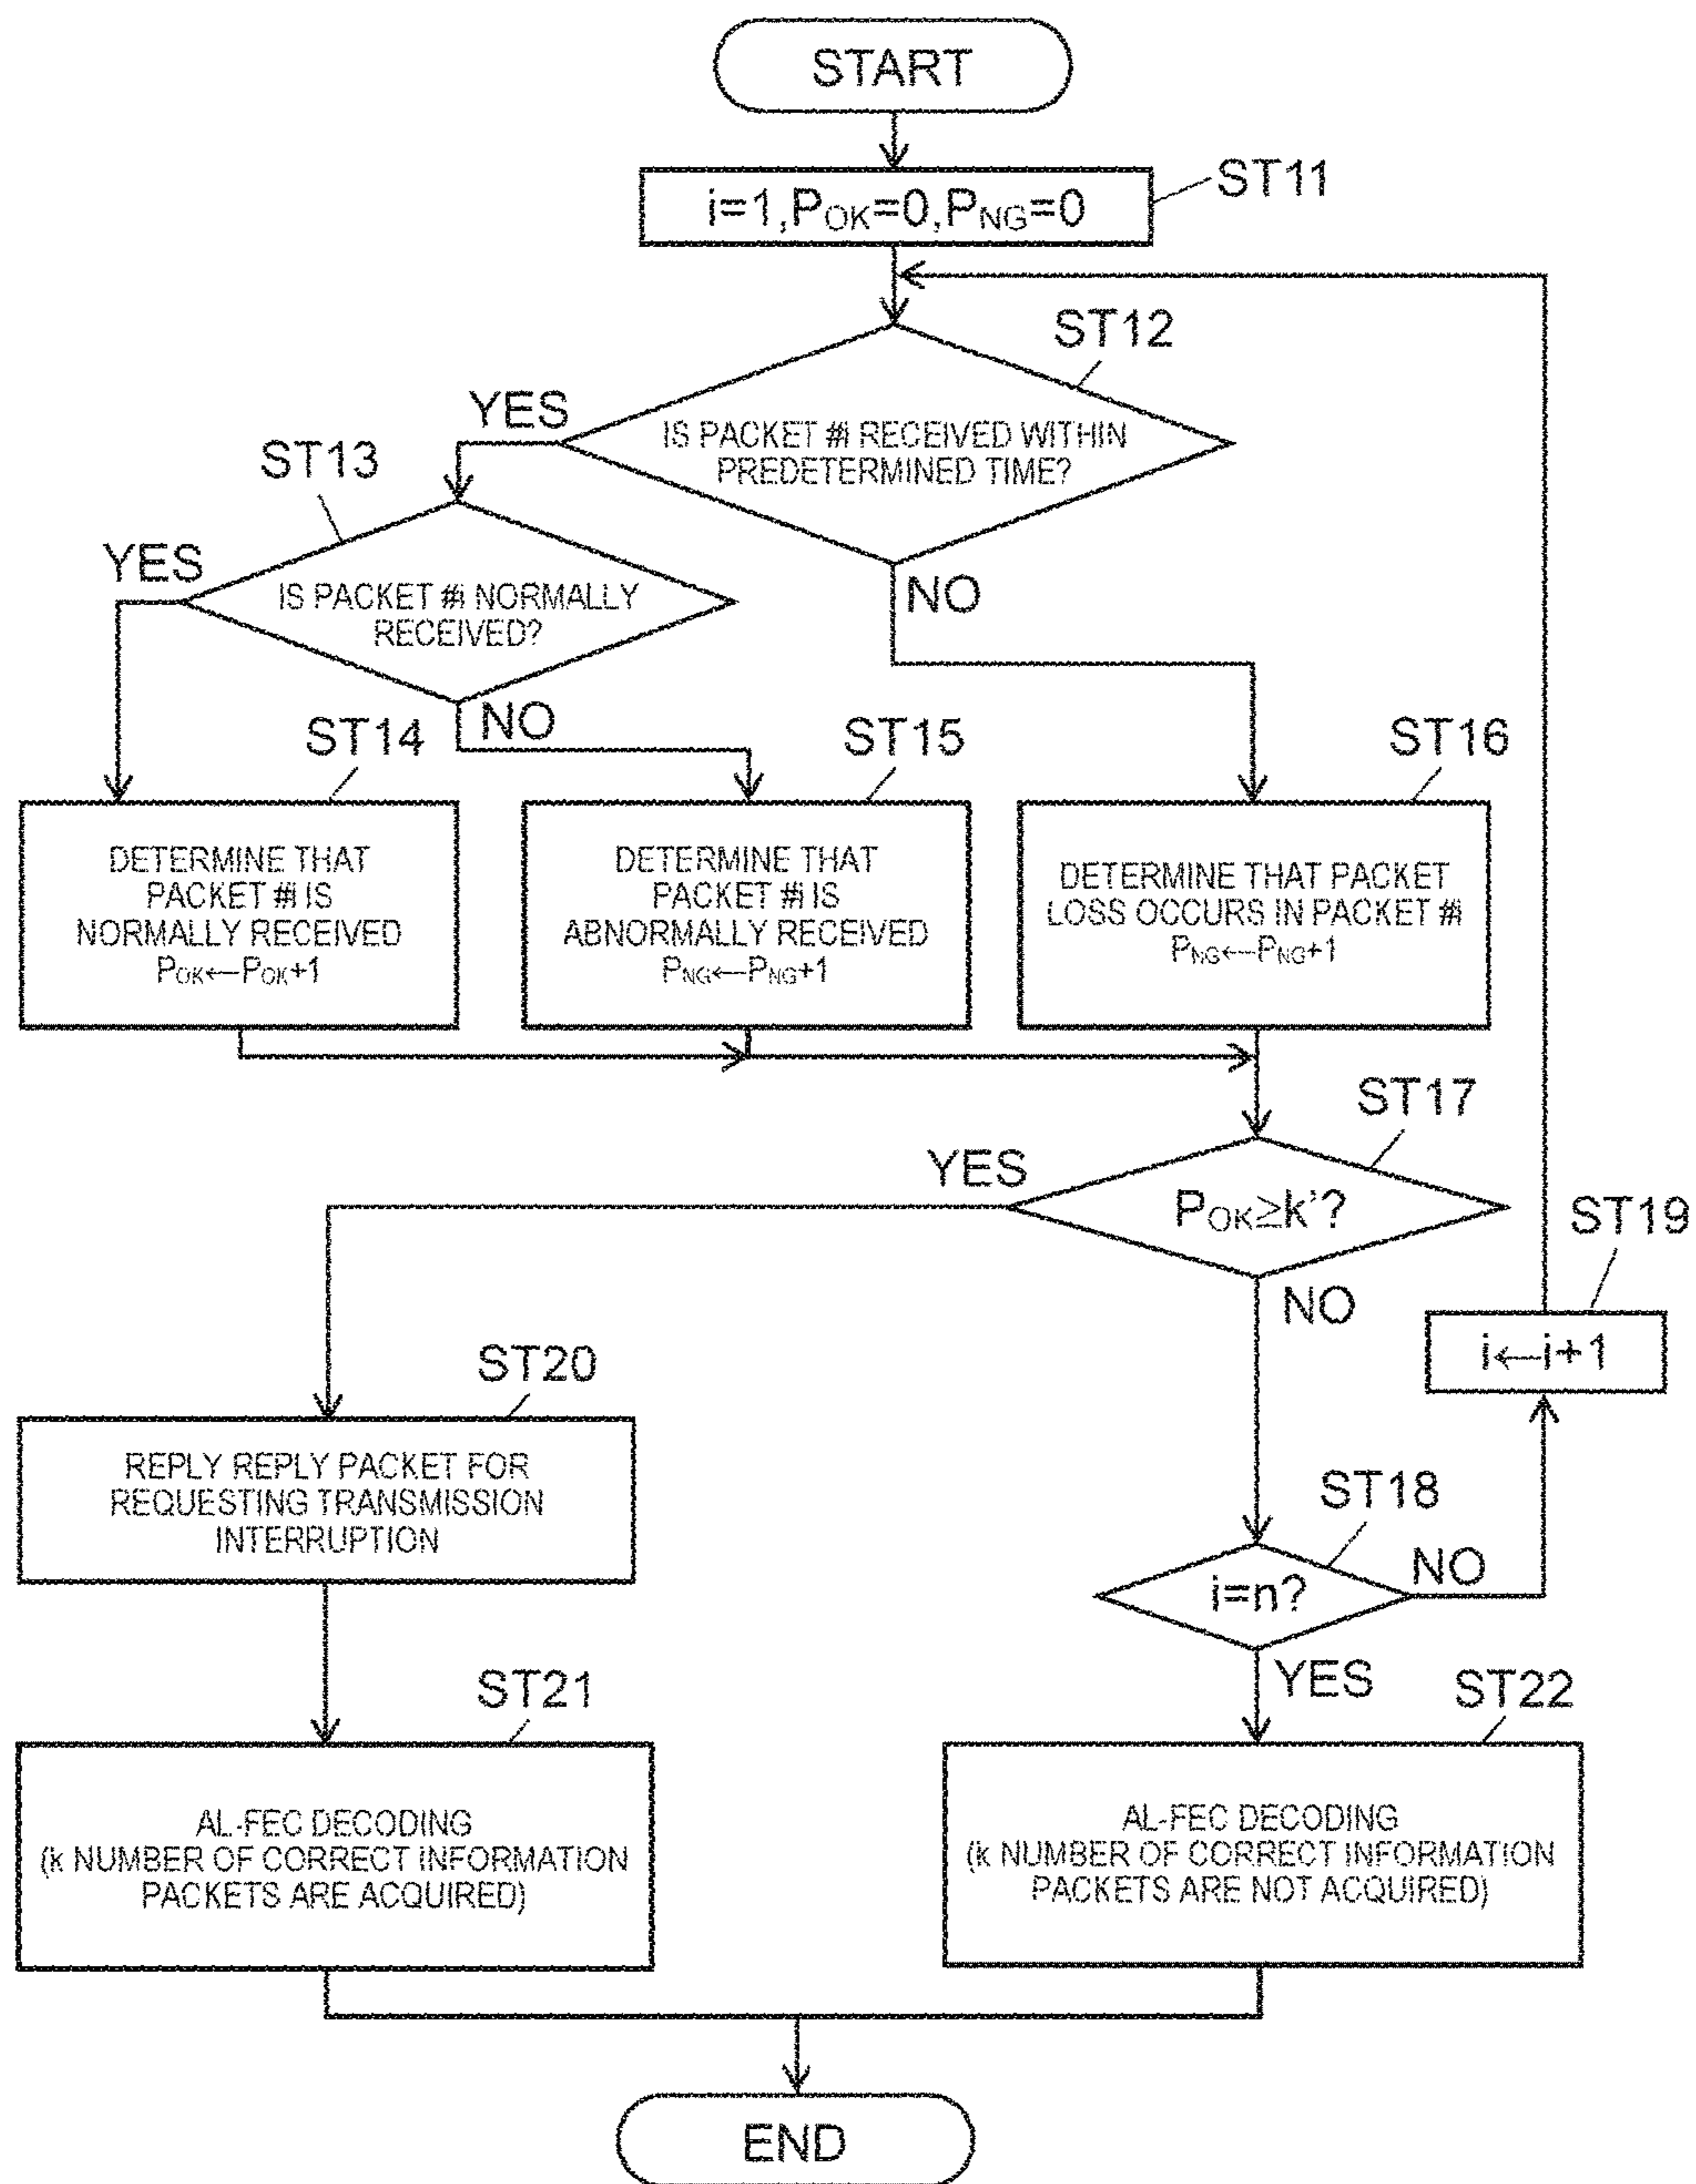 START
ST11
i=1,POK=0,PNG=0
ST12
YES
IS PACKET #i RECEIVED WITHIN
PREDETERMINED TIME?
ST13
YES
NO
IS PACKET #i NORMALLY
RECEIVED?
NO
ST14
ST15
ST16
DETERMINE THAT
PACKET #i IS
NORMALLY RECEIVED
POK←POK+1
DETERMINE THAT
PACKET #i IS
ABNORMALLY RECEIVED
PNG←PNG+1
DETERMINE THAT PACKET
LOSS OCCURS IN PACKET #i
PNG←PNG+1
ST17
YES
POK≥k'?
ST19
NO
i←i+1
ST20
REPLY REPLY PACKET FOR
REQUESTING TRANSMISSION
INTERRUPTION
ST18
NO
i=n?
YES
ST21
ST22
AL-FEC DECODING
(k NUMBER OF CORRECT INFORMATION
PACKETS ARE ACQUIRED)
AL-FEC DECODING
(k NUMBER OF CORRECT INFORMATION
PACKETS ARE NOT ACQUIRED)
END